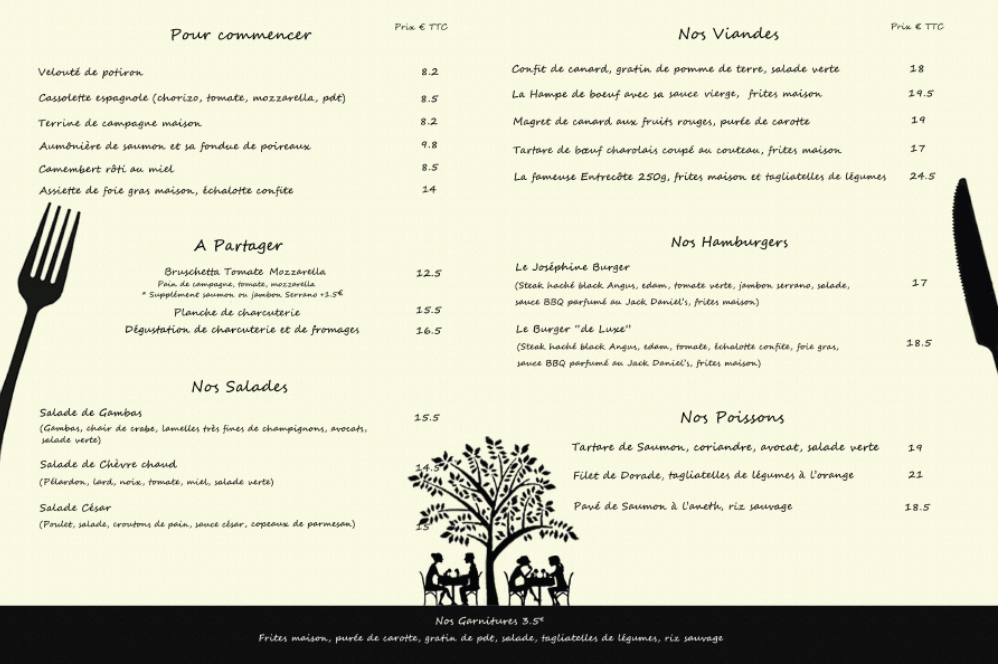 Pour commencer
Prix € TTC
Velouté de potiron 8.2
Cassolette espagnole (chorizo, tomate, mozzarella, pdt) 8.5
Terrine de campagne maison 8.2
Aumônière de saumon et sa fondue de poireaux 9.8
Camembert rôti au miel 8.5
Assiette de foie gras maison, échalotte confite 14
A Partager
Bruschetta Tomate Mozzarella 12.5
Pain de campagne, tomate, mozzarella
* Supplément saumon ou jambon Serrano +1.5€
Planche de charcuterie 15.5
Dégustation de charcuterie et de fromages 16.5
Nos Salades
Salade de Gambas 15.5
(Gambas, chair de crabe, lamelles très fines de champignons, avocats,
salade verte)
Salade de Chèvre chaud 14.5
(Pélardon, lard, noix, tomate, miel, salade verte)
Salade César
(Poulet, salade, croutons de pain, sauce césar, copeaux de parmesan) 15
Nos Viandes
Prix € TTC
Confit de canard, gratin de pomme de terre, salade verte 18
La Hampe de boeuf avec sa sauce vierge, frites maison 19.5
Magret de canard aux fruits rouges, purée de carotte 19
Tartare de bœuf charolais coupé au couteau, frites maison 17
La fameuse Entrecôte 250g, frites maison et tagliatelles de légumes 24.5
Nos Hamburgers
Le Joséphine Burger
(Steak haché black Angus, edam, tomate verte, jambon serrano, salade, 17
sauce BBQ parfumé au Jack Daniel's, frites maison)
Le Burger "de Luxe"
(Steak haché black Angus, edam, tomate, échalotte confite, foie gras, 18.5
sauce BBQ parfumé au Jack Daniel's, frites maison)
Nos Poissons
Tartare de Saumon, coriandre, avocat, salade verte 19
Filet de Dorade, tagliatelles de légumes à l'orange 21
Pavé de Saumon à l'aneth, riz sauvage 18.5
Nos Garnitures 3.5€
Frites maison, purée de carotte, gratin de pdt, salade, tagliatelles de légumes, riz sauvage